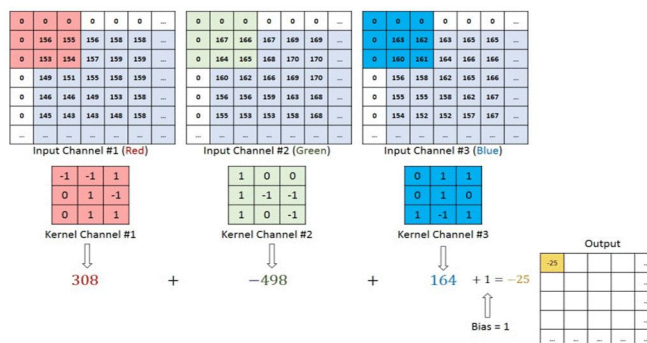 0 0 0 0 0 0 ...
0 156 155 156 158 158 ...
0 153 154 157 159 159 ...
0 149 151 155 158 159 ...
0 146 146 149 153 158 ...
0 145 143 143 148 158 ...
... ... ... ... ... ... ...
Input Channel #1 (Red)
0 0 0 0 0 0 ...
0 167 166 167 169 169 ...
0 164 165 168 170 170 ...
0 160 162 166 169 170 ...
0 156 156 159 163 168 ...
0 155 153 153 158 168 ...
... ... ... ... ... ... ...
Input Channel #2 (Green)
0 0 0 0 0 0 ...
0 163 162 163 165 165 ...
0 160 161 164 166 166 ...
0 156 158 162 165 166 ...
0 155 155 158 162 167 ...
0 154 152 152 157 167 ...
... ... ... ... ... ... ...
Input Channel #3 (Blue)
-1 -1 1
0 1 -1
0 1 1
Kernel Channel #1
1 0 0
1 -1 -1
1 0 -1
Kernel Channel #2
0 1 1
0 1 0
1 -1 1
Kernel Channel #3
308 + −498 + 164 + 1 = −25
Bias = 1
Output
-25 ...
...
...
...
... ... ... ... ...